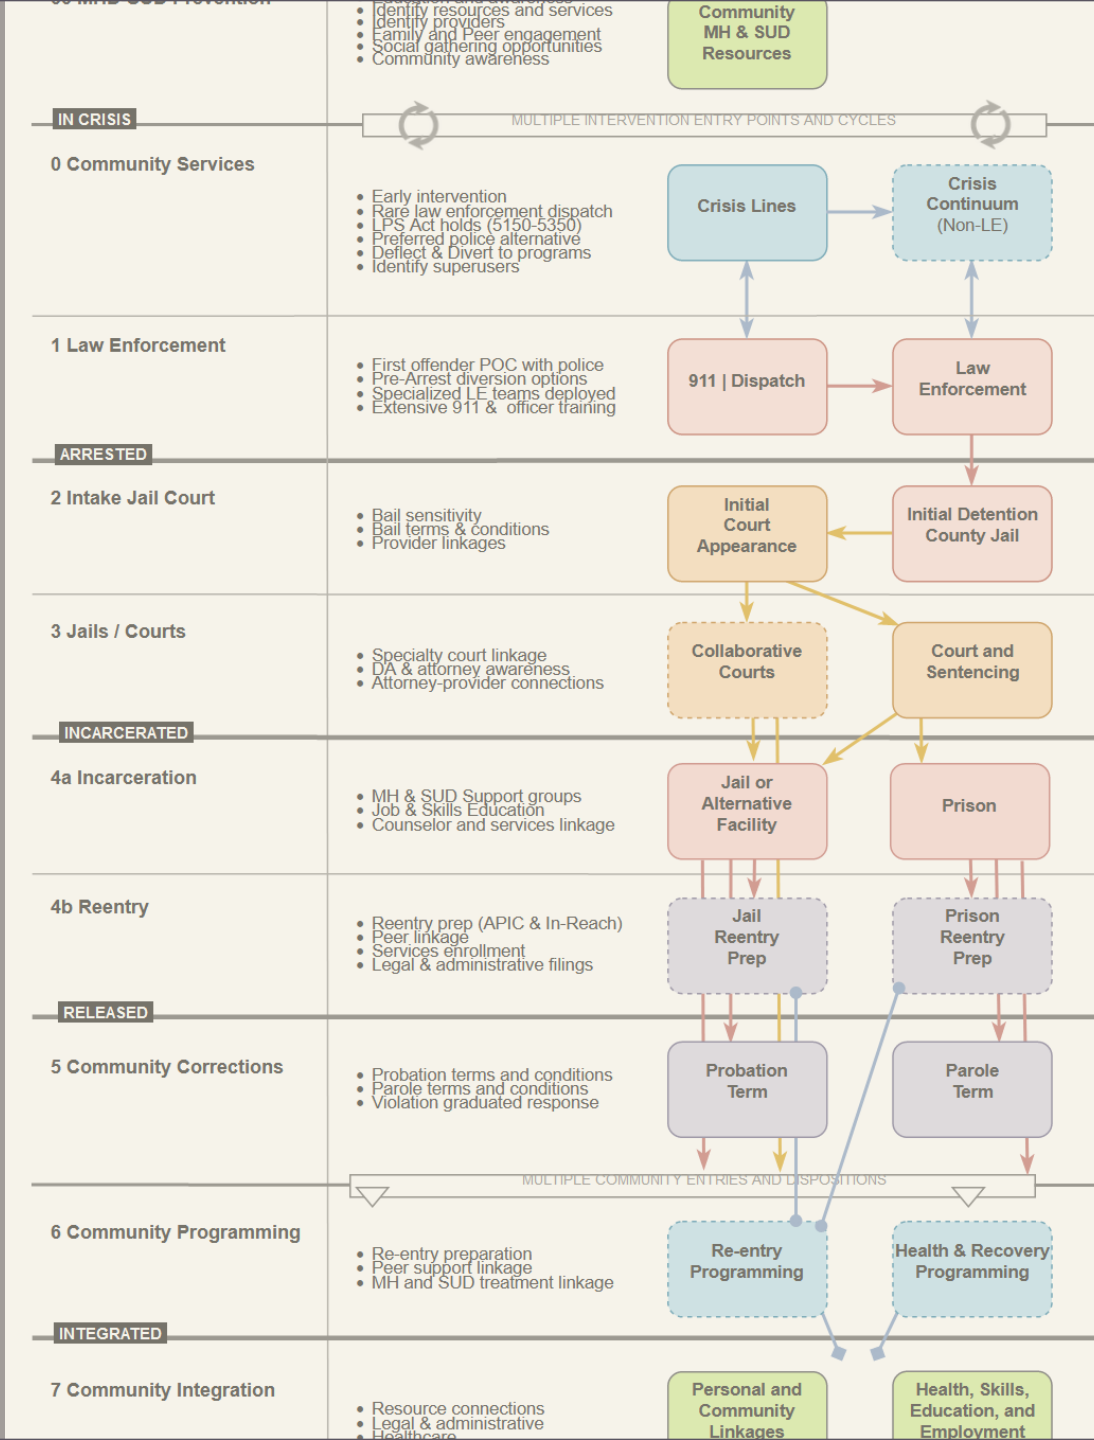 Identify resources and services
Identify providers
Family and Peer engagement
Social gathering opportunities
Community awareness
Community
MH & SUD
Resources
IN CRISIS
MULTIPLE INTERVENTION ENTRY POINTS AND CYCLES
0 Community Services
Early intervention
Rare law enforcement dispatch
LPS Act holds (5150-5350)
Preferred police alternative
Deflect & Divert to programs
Identify superusers
Crisis Lines
Crisis
Continuum
(Non-LE)
1 Law Enforcement
First offender POC with police
Pre-Arrest diversion options
Specialized LE teams deployed
Extensive 911 & officer training
911 | Dispatch
Law
Enforcement
ARRESTED
2 Intake Jail Court
Bail sensitivity
Bail terms & conditions
Provider linkages
Initial
Court
Appearance
Initial Detention
County Jail
3 Jails / Courts
Specialty court linkage
DA & attorney awareness
Attorney-provider connections
Collaborative
Courts
Court and
Sentencing
INCARCERATED
4a Incarceration
MH & SUD Support groups
Job & Skills Education
Counselor and services linkage
Jail or
Alternative
Facility
Prison
4b Reentry
Reentry prep (APIC & In-Reach)
Peer linkage
Services enrollment
Legal & administrative filings
Jail
Reentry
Prep
Prison
Reentry
Prep
RELEASED
5 Community Corrections
Probation terms and conditions
Parole terms and conditions
Violation graduated response
Probation
Term
Parole
Term
MULTIPLE COMMUNITY ENTRIES AND DISPOSITIONS
6 Community Programming
Re-entry preparation
Peer support linkage
MH and SUD treatment linkage
Re-entry
Programming
Health & Recovery
Programming
INTEGRATED
7 Community Integration
Resource connections
Legal & administrative
Healthcare
Personal and
Community
Linkages
Health, Skills,
Education, and
Employment